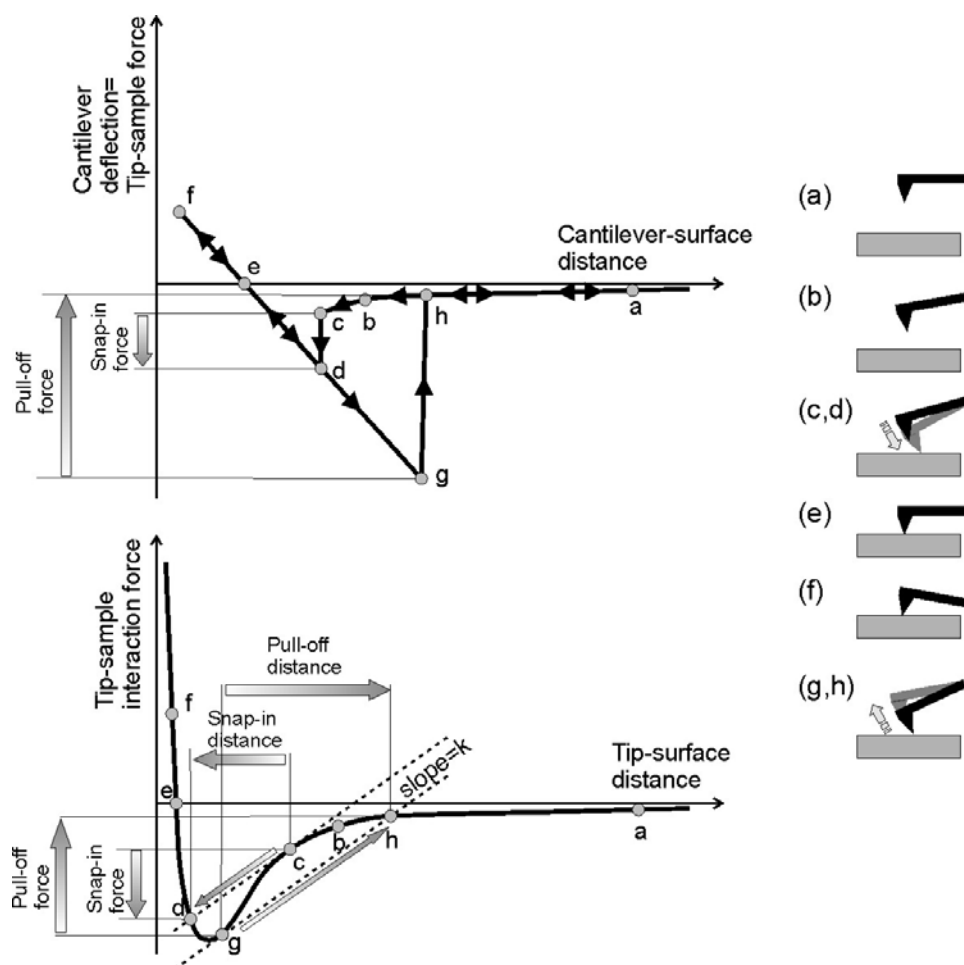 Cantilever
deflection=
Tip-sample force
f
e
Cantilever-surface
distance
a
h
b
c
d
g
Snap-in
force
Pull-off
force
Tip-sample
interaction force
Pull-off
distance
Snap-in
distance
slope=k
Tip-surface
distance
f
e
a
b
h
c
d
g
Snap-in
force
Pull-off
force
(a)
(b)
(c,d)
(e)
(f)
(g,h)